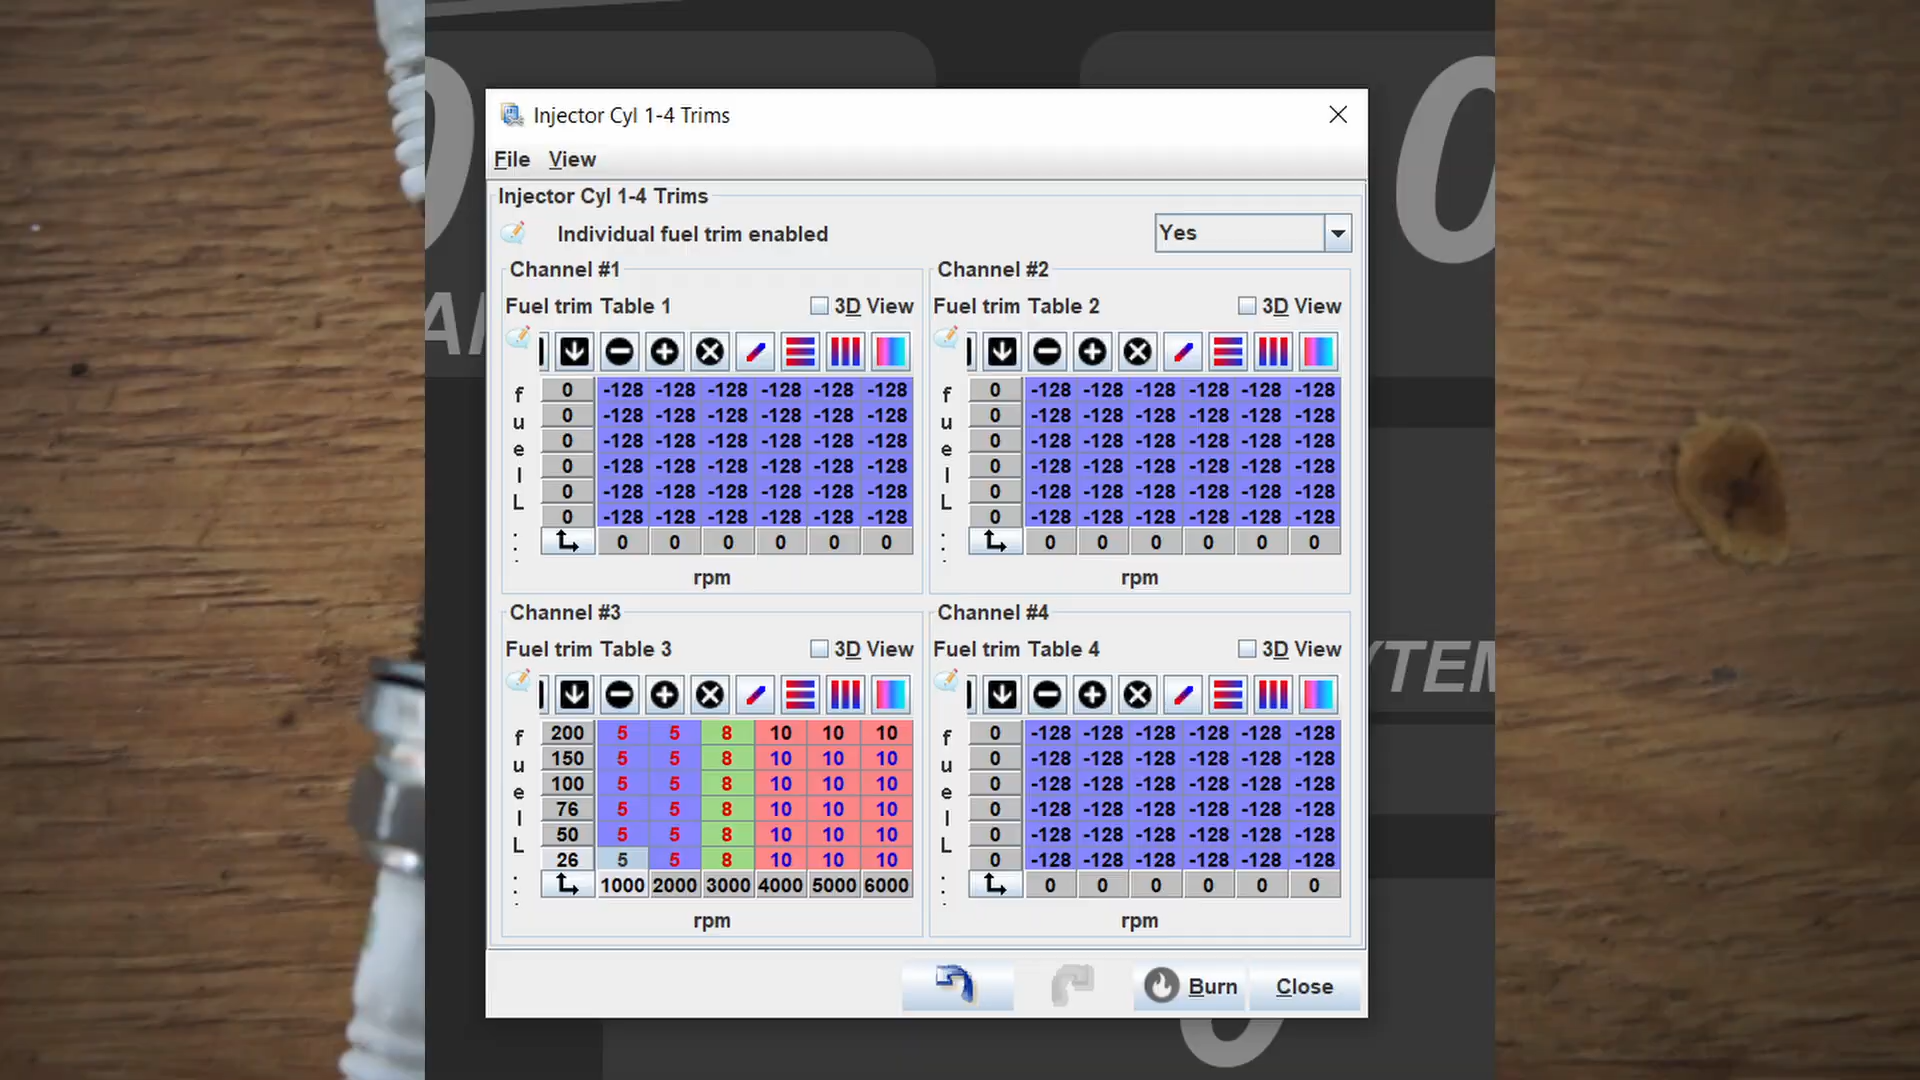 Injector Cyl 1-4 Trims
File View
Injector Cyl 1-4 Trims
Individual fuel trim enabled Yes
Channel #1
Fuel trim Table 1 3D View
fuelL
0 -128 -128 -128 -128 -128 -128
0 -128 -128 -128 -128 -128 -128
0 -128 -128 -128 -128 -128 -128
0 -128 -128 -128 -128 -128 -128
0 -128 -128 -128 -128 -128 -128
0 -128 -128 -128 -128 -128 -128
0 0 0 0 0 0
rpm
Channel #2
Fuel trim Table 2 3D View
fuelL
0 -128 -128 -128 -128 -128 -128
0 -128 -128 -128 -128 -128 -128
0 -128 -128 -128 -128 -128 -128
0 -128 -128 -128 -128 -128 -128
0 -128 -128 -128 -128 -128 -128
0 -128 -128 -128 -128 -128 -128
0 0 0 0 0 0
rpm
Channel #3
Fuel trim Table 3 3D View
fuelL
200 5 5 8 10 10 10
150 5 5 8 10 10 10
100 5 5 8 10 10 10
76 5 5 8 10 10 10
50 5 5 8 10 10 10
26 5 5 8 10 10 10
1000 2000 3000 4000 5000 6000
rpm
Channel #4
Fuel trim Table 4 3D View
fuelL
0 -128 -128 -128 -128 -128 -128
0 -128 -128 -128 -128 -128 -128
0 -128 -128 -128 -128 -128 -128
0 -128 -128 -128 -128 -128 -128
0 -128 -128 -128 -128 -128 -128
0 -128 -128 -128 -128 -128 -128
0 0 0 0 0 0
rpm
Burn Close